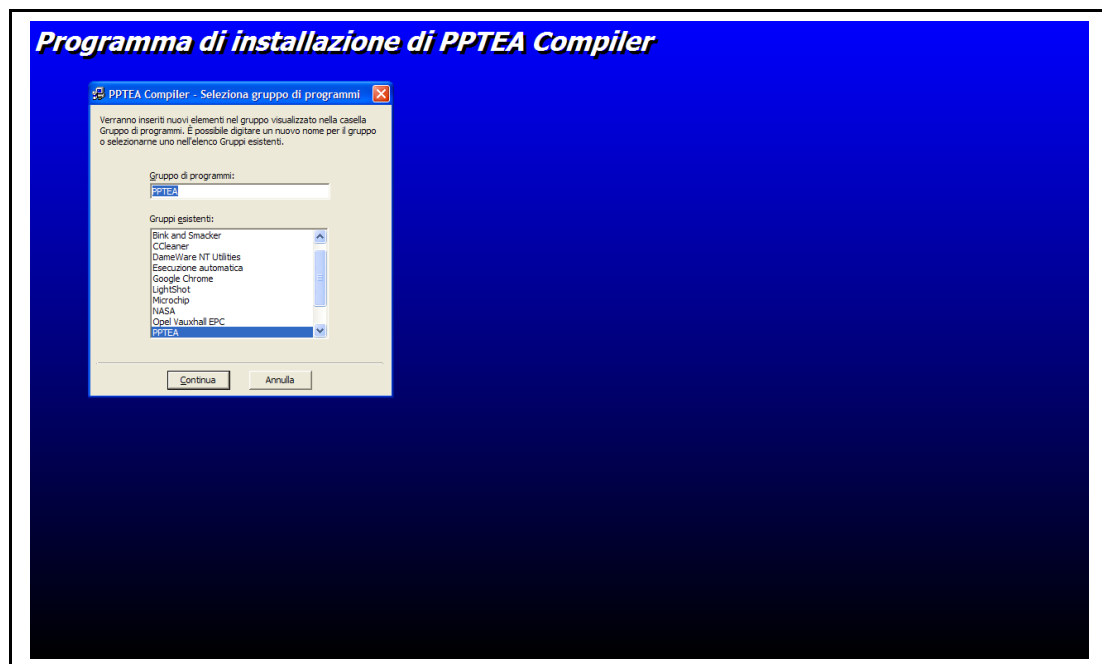 Programma di installazione di PPTEA Compiler
PPTEA Compiler - Seleziona gruppo di programmi
Verranno inseriti nuovi elementi nel gruppo visualizzato nella casella
Gruppo di programmi. È possibile digitare un nuovo nome per il gruppo
o selezionarne uno nell'elenco Gruppi esistenti.
Gruppo di programmi:
PPTEA
Gruppi esistenti:
Bink and Smacker
CCleaner
DameWare NT Utilities
Esecuzione automatica
Google Chrome
LightShot
Microchip
NASA
Opel Vauxhall EPC
PPTEA
Continua
Annulla